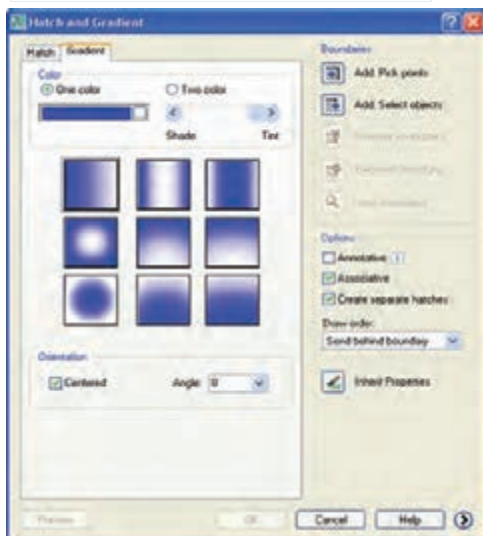 Hatch and Gradient
Hatch Gradient
Color
One color Two color
Shade Tint
Orientation
Centered Angle: 0
Boundaries
Add: Pick points
Add: Select objects
Options
Annotative
Associative
Create separate hatches
Draw order:
Send behind boundary
Inherit Properties
Preview OK Cancel Help